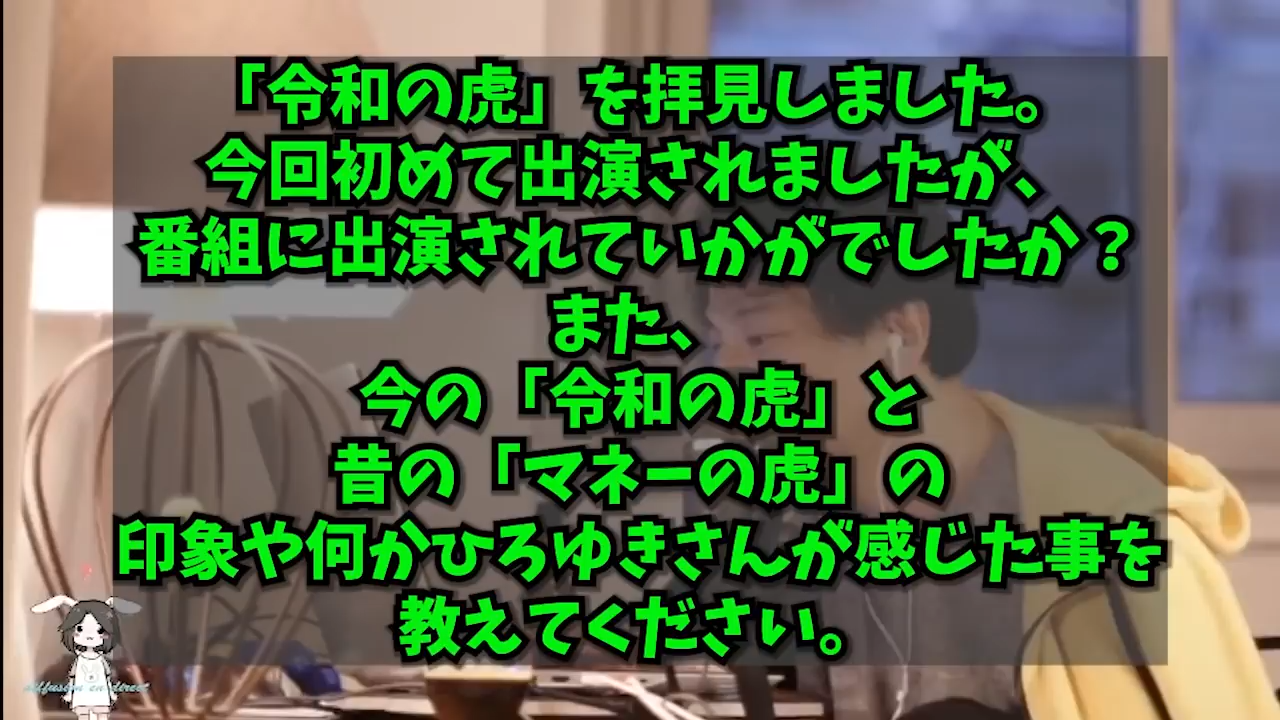 「令和の虎」を拝見しました。
今回初めて出演されましたが、
番組に出演されていかがでしたか？
また、
今の「令和の虎」と
昔の「マネーの虎」の
印象や何かひろゆきさんが感じた事を
教えてください。
diffusion en direct